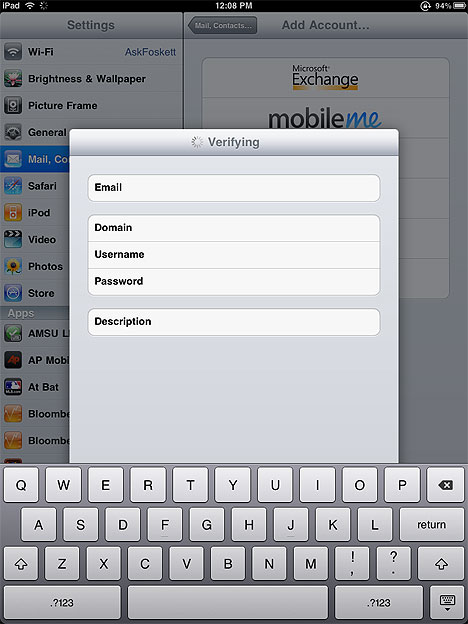 iPad 12:08 PM 94%
Settings
Mail, Contacts...
Add Account...
Wi-Fi AskFoskett
Brightness & Wallpaper
Picture Frame
General
Mail, Co
Safari
iPod
Video
Photos
Store
Apps
AMSU L
AP Mobi
At Bat
Bloombe
Bloombe
Microsoft®
Exchange
mobileme
Verifying
Email
Domain
Username
Password
Description
Q W E R T Y U I O P
A S D F G H J K L return
Z X C V B N M ! , ? .
.?123 .?123